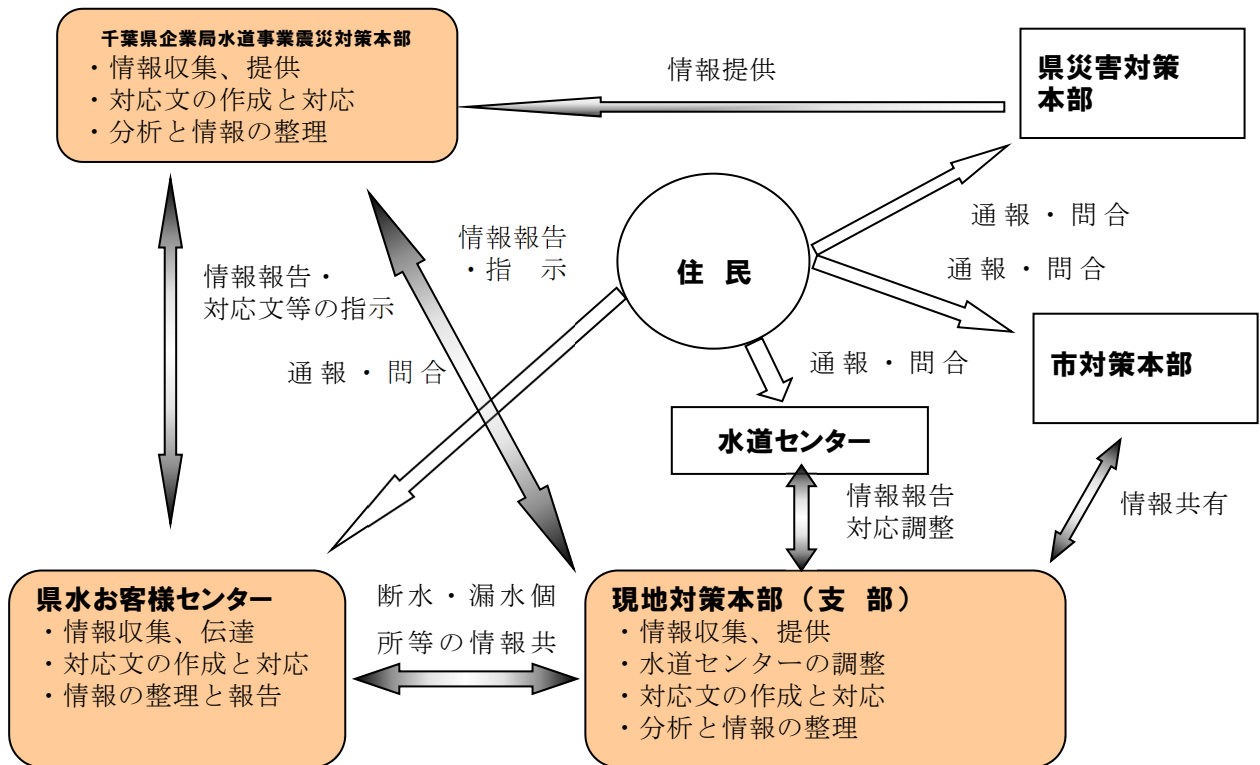 千葉県企業局水道事業震災対策本部
・情報収集、提供
・対応文の作成と対応
・分析と情報の整理
情報提供
県災害対策
本部
通報・問合
通報・問合
住 民
情報報告
・指 示
情報報告・
対応文等の指示
通報・問合
通報・問合
市対策本部
水道センター
情報報告
対応調整
情報共有
県水お客様センター
・情報収集、伝達
・対応文の作成と対応
・情報の整理と報告
断水・漏水個
所等の情報共
現地対策本部（支 部）
・情報収集、提供
・水道センターの調整
・対応文の作成と対応
・分析と情報の整理